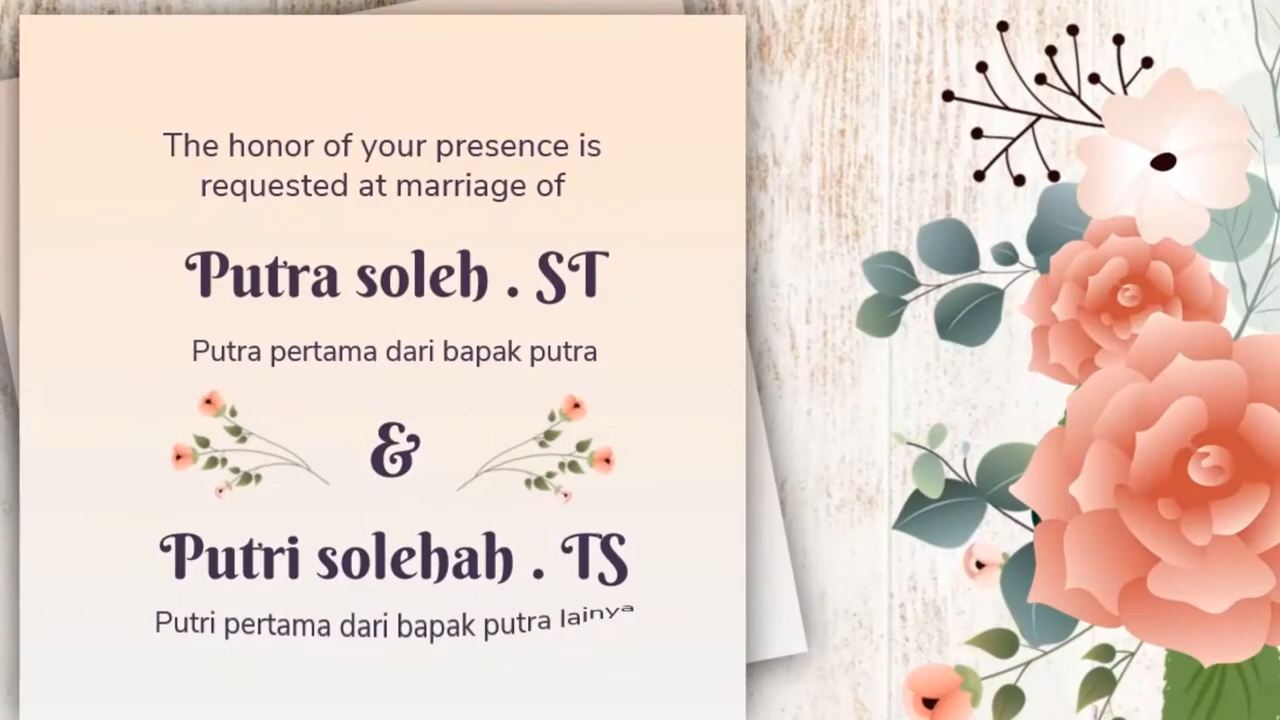 The honor of your presence is
requested at marriage of
Putra soleh . ST
Putra pertama dari bapak putra
&
Putri solehah . TS
Putri pertama dari bapak putra lainya